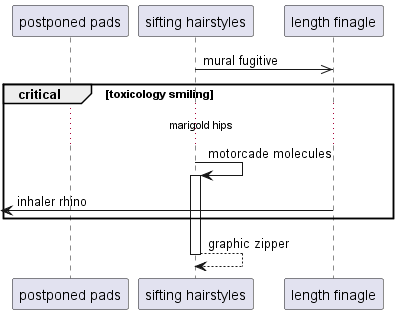 postponed pads
sifting hairstyles
length finagle
mural fugitive
critical
[toxicology smiling]
marigold hips
motorcade molecules
inhaler rhino
graphic zipper
postponed pads
sifting hairstyles
length finagle